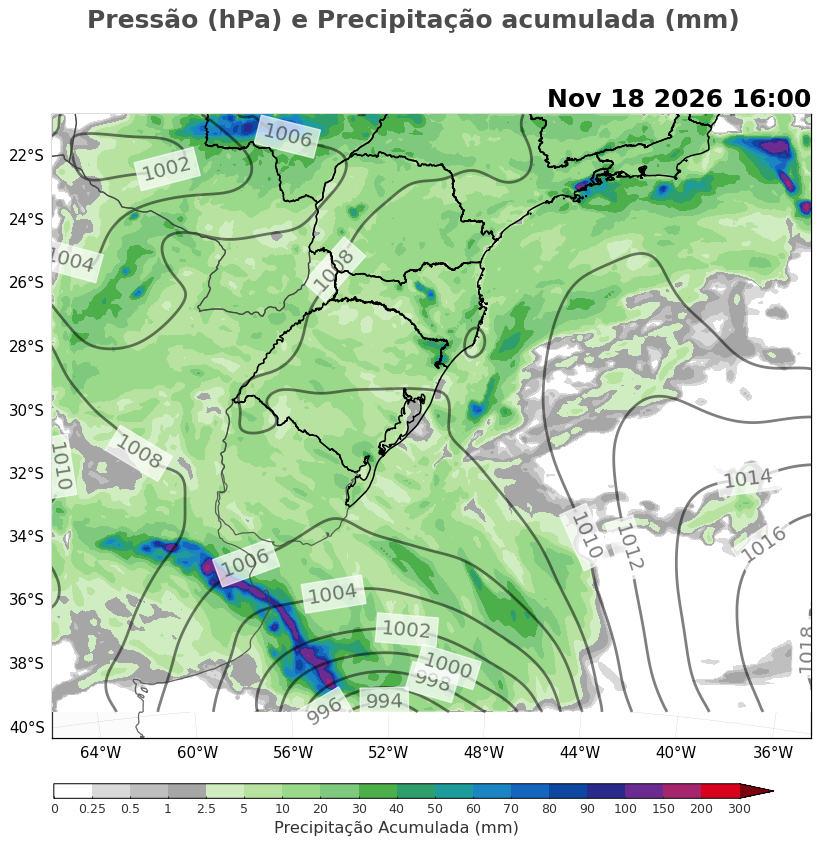 Pressão (hPa) e Precipitação acumulada (mm)
Nov 18 2026 16:00
22°S
24°S
26°S
28°S
30°S
32°S
34°S
36°S
38°S
40°S
1006
1002
1004
1008
1008
1010
1014
1016
1010
1012
1006
1004
1002
1000
998
996
994
1018
64°W 60°W 56°W 52°W 48°W 44°W 40°W 36°W
0 0.25 0.5 1 2.5 5 10 20 30 40 50 60 70 80 90 100 150 200 300
Precipitação Acumulada (mm)